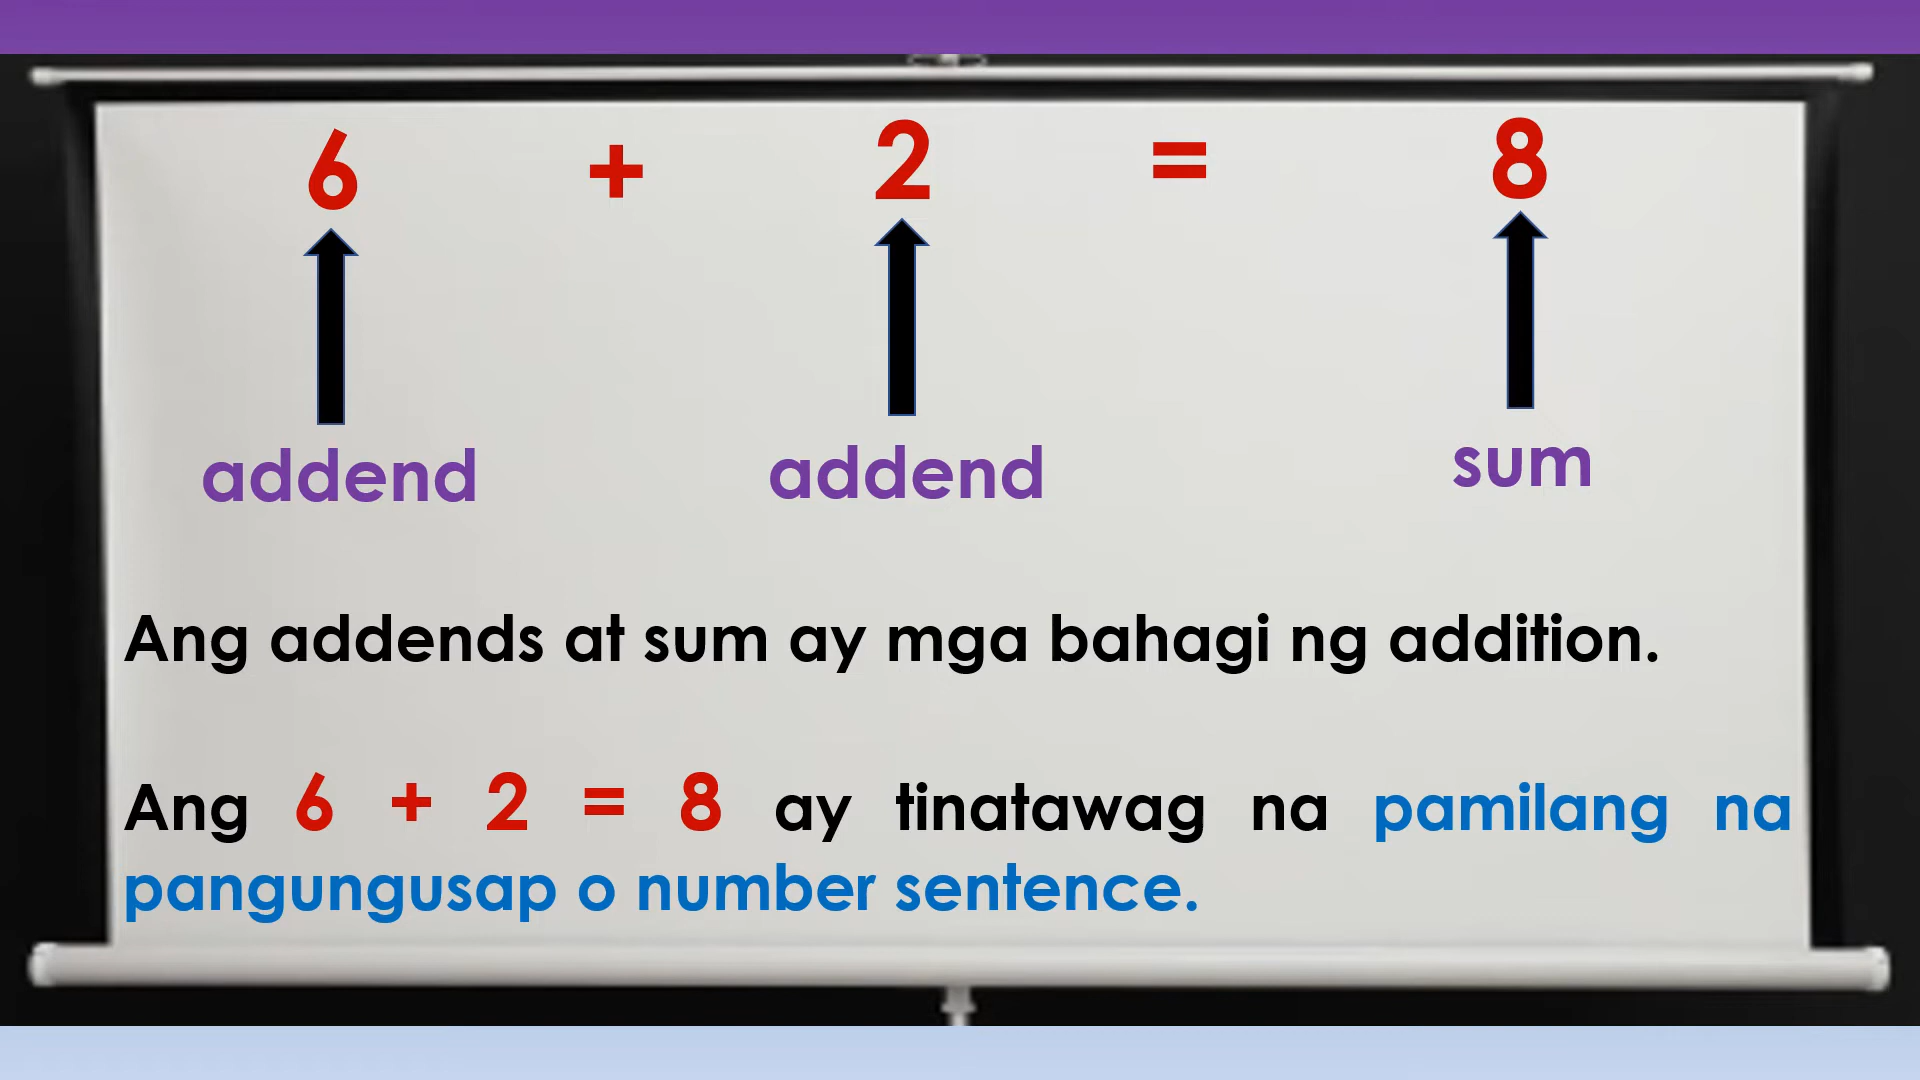 6 + 2 = 8
addend addend sum
Ang addends at sum ay mga bahagi ng addition.
Ang 6 + 2 = 8 ay tinatawag na pamilang na
pangungusap o number sentence.